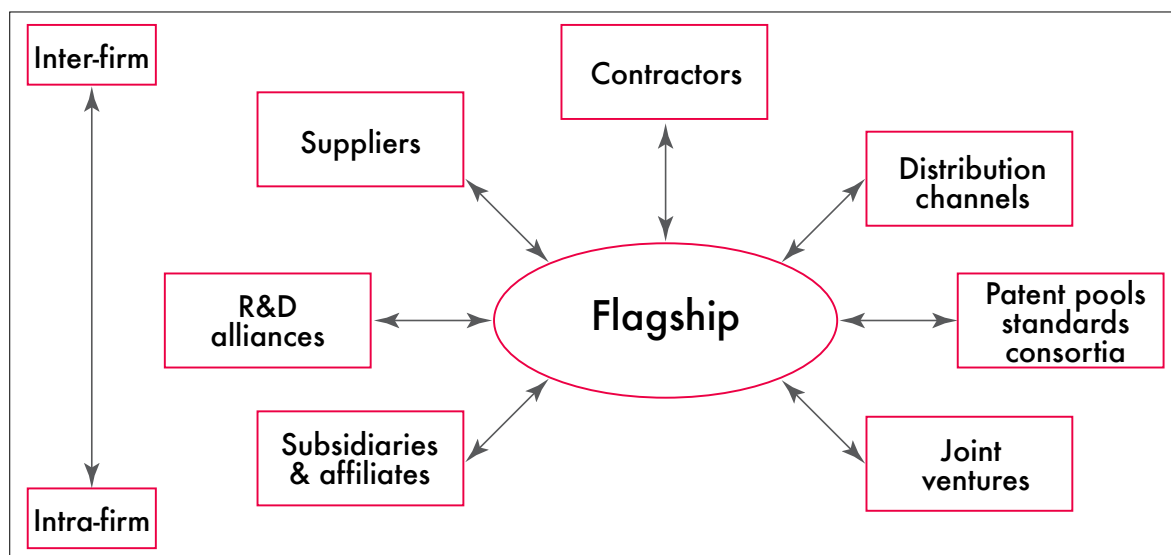 Inter-firm
Contractors
Suppliers
Distribution
channels
R&D
alliances
Flagship
Patent pools
standards
consortia
Subsidiaries
& affiliates
Joint
ventures
Intra-firm